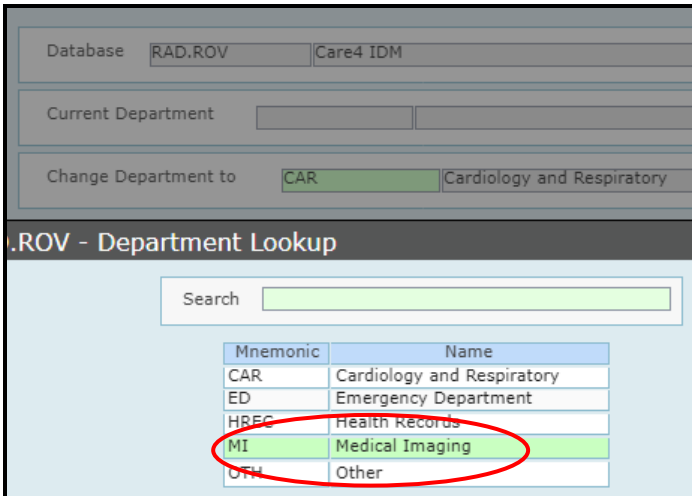 Database RAD.ROV Care4 IDM
Current Department
Change Department to CAR Cardiology and Respiratory
.ROV - Department Lookup
Search
Mnemonic Name
CAR Cardiology and Respiratory
ED Emergency Department
HREC Health Records
MI Medical Imaging
OTH Other